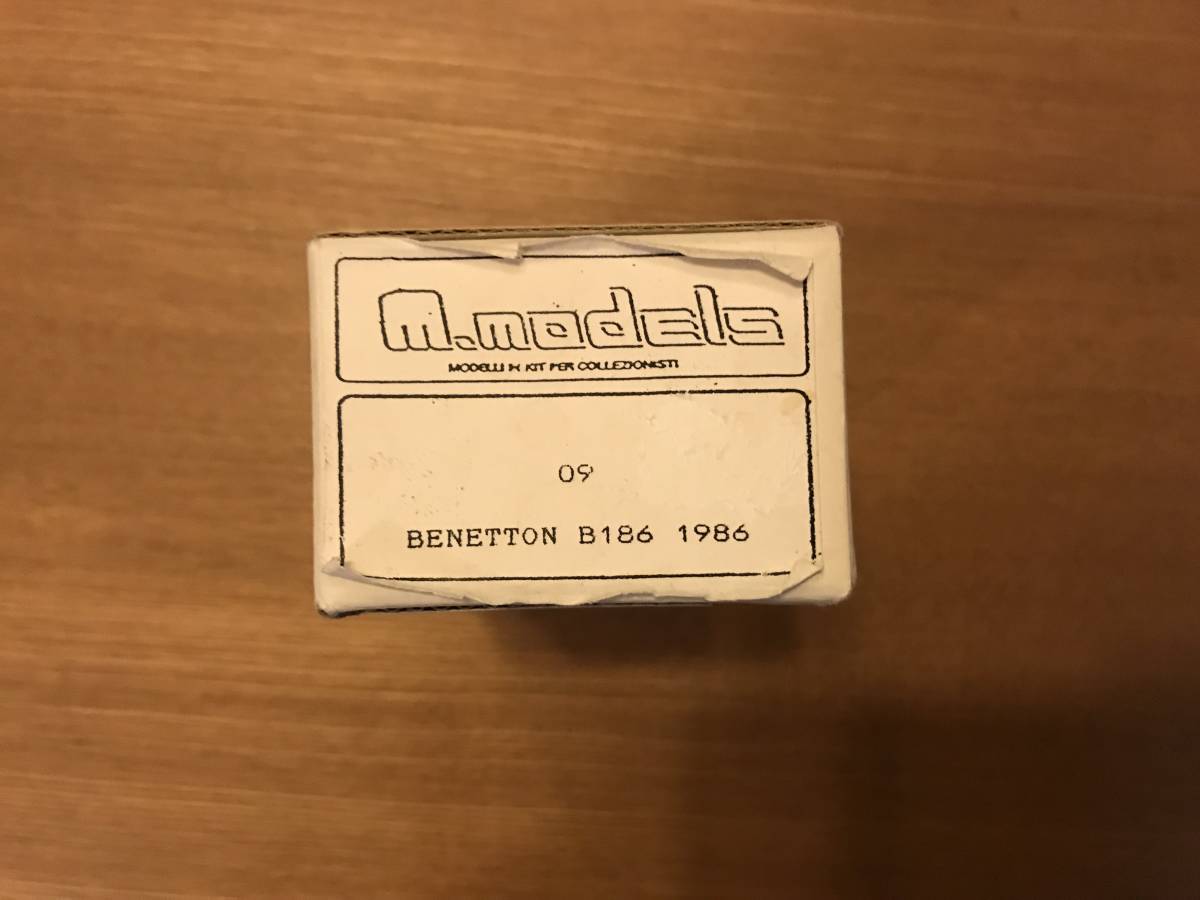 m.models
MODELLI IN KIT PER COLLEZIONISTI
09
BENETTON B186 1986